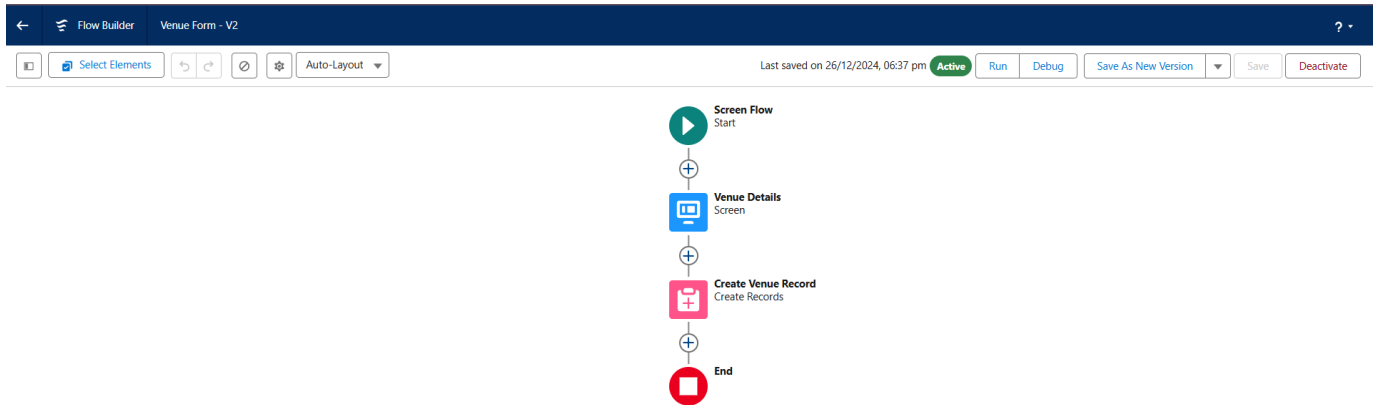 Flow Builder Venue Form - V2 ?
Select Elements Auto-Layout Last saved on 26/12/2024, 06:37 pm Active Run Debug Save As New Version Save Deactivate
Screen Flow
Start
Venue Details
Screen
Create Venue Record
Create Records
End